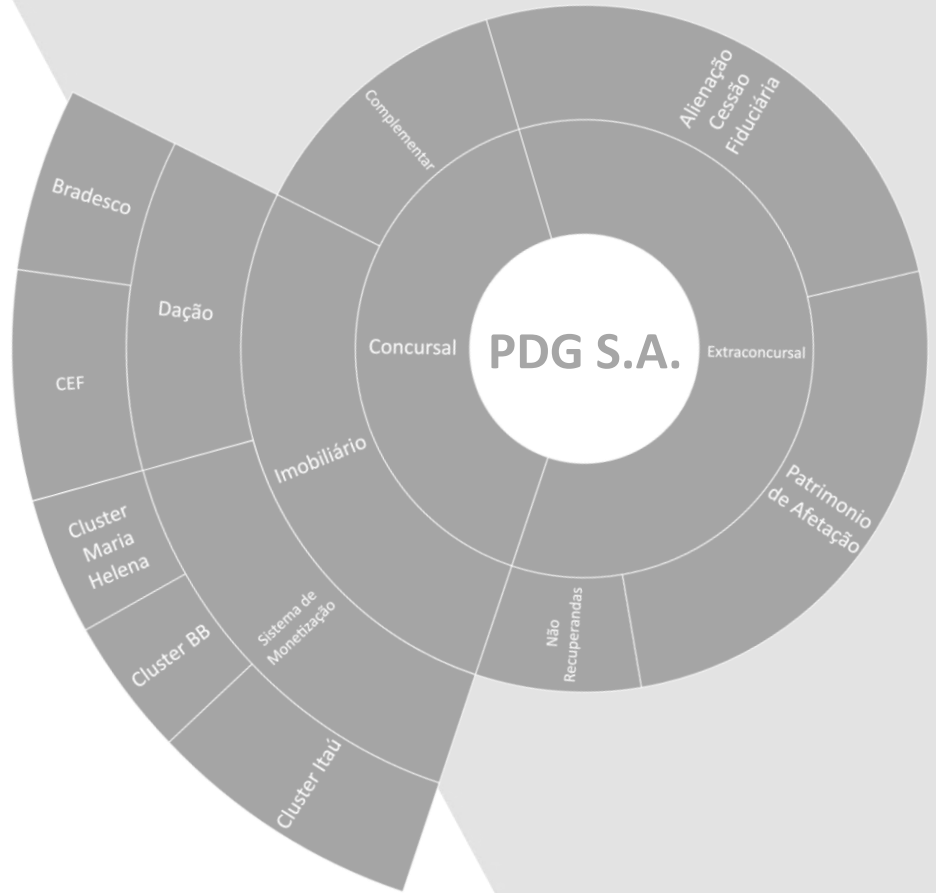 PDG S.A.
Concursal
Extraconcursal
Complementar
Imobiliário
Alienação
Cessão
Fiduciária
Patrimonio
de Afetação
Não
Recuperandas
Dação
Sistema de
Monetização
Bradesco
CEF
Cluster
Maria
Helena
Cluster BB
Cluster Itaú